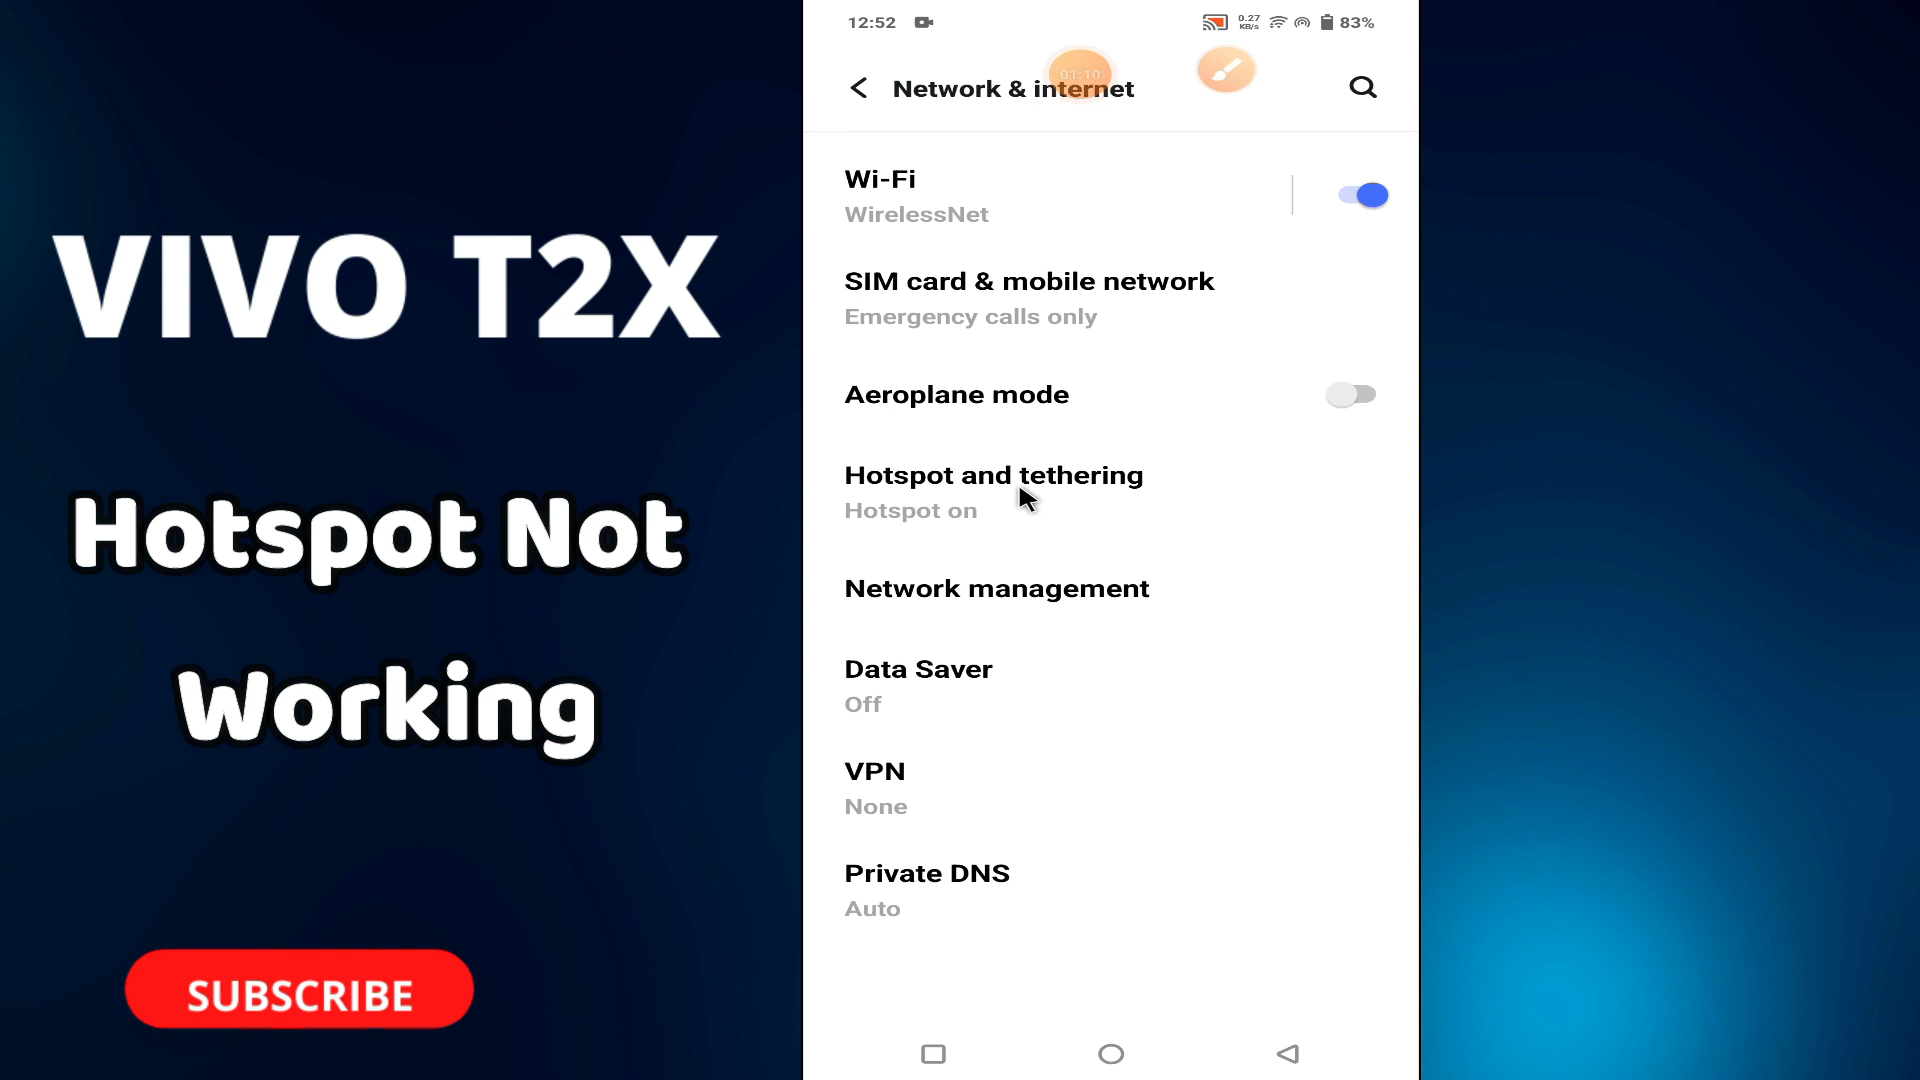 VIVO T2X
Hotspot Not
Working
SUBSCRIBE
12:52
0.27
KB/s
83%
01:10
Network & internet
Wi-Fi
WirelessNet
SIM card & mobile network
Emergency calls only
Aeroplane mode
Hotspot and tethering
Hotspot on
Network management
Data Saver
Off
VPN
None
Private DNS
Auto